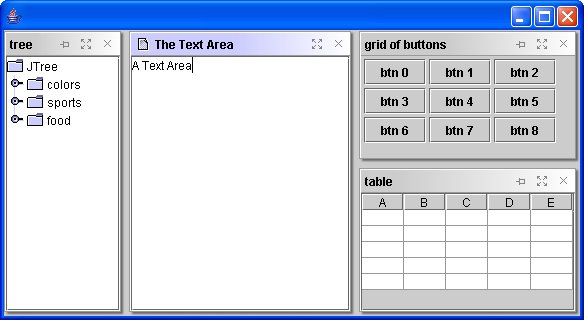 tree
JTree
colors
sports
food
The Text Area
A Text Area
grid of buttons
btn 0 btn 1 btn 2
btn 3 btn 4 btn 5
btn 6 btn 7 btn 8
table
A B C D E